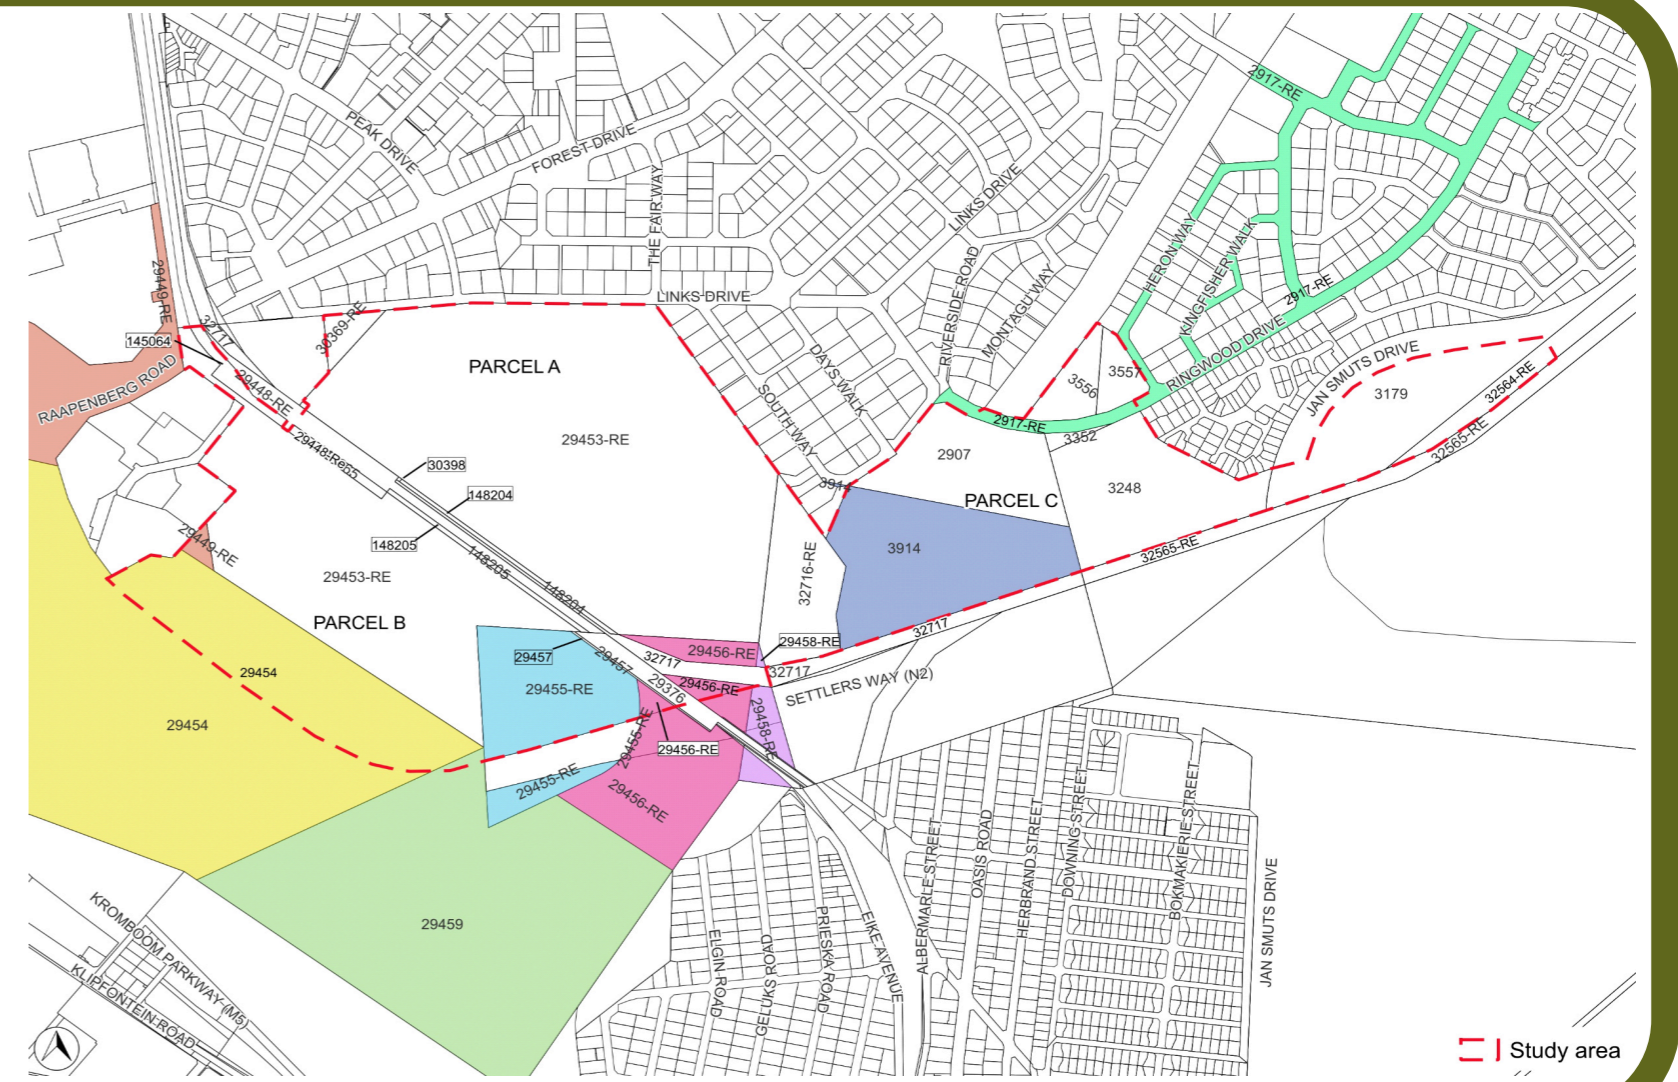 2917-RE
PEAK DRIVE
FOREST DRIVE
THE FAIRWAY
LINKS DRIVE
HERON WAY
KINGFISHER WALK
2917-RE
RIVERSIDE ROAD
MONTAGU WAY
29449-RE
LINKS DRIVE
32717
30369-RE
145064
RAAPENBERG ROAD
29448-RE
PARCEL A
DAYS WALK
SOUTH WAY
3556
3557
RINGWOOD DRIVE
JAN SMUTS DRIVE
3179
32564-RE
32565-RE
29453-RE
2917-RE
3352
2907
PARCEL C
3248
3914
30398
148204
148205
29449-RE
29453-RE
148205
148204
32716-RE
3914
32565-RE
PARCEL B
29454
29454
29457
29457
29455-RE
32717
29456-RE
29458-RE
32717
32717
29376
29456-RE
SETTLERS WAY (N2)
29458-RE
29455-RE
29456-RE
29455-RE
29456-RE
29459
KROMBOOM PARKWAY (M5)
KLIPFONTEIN ROAD
ELGIN ROAD
GELUKS ROAD
PRIESKA ROAD
EIKE AVENUE
ALBERMARLE STREET
OASIS ROAD
HERBRAND STREET
DOWNING STREET
BOKMAKIERIE STREET
JAN SMUTS DRIVE
Study area